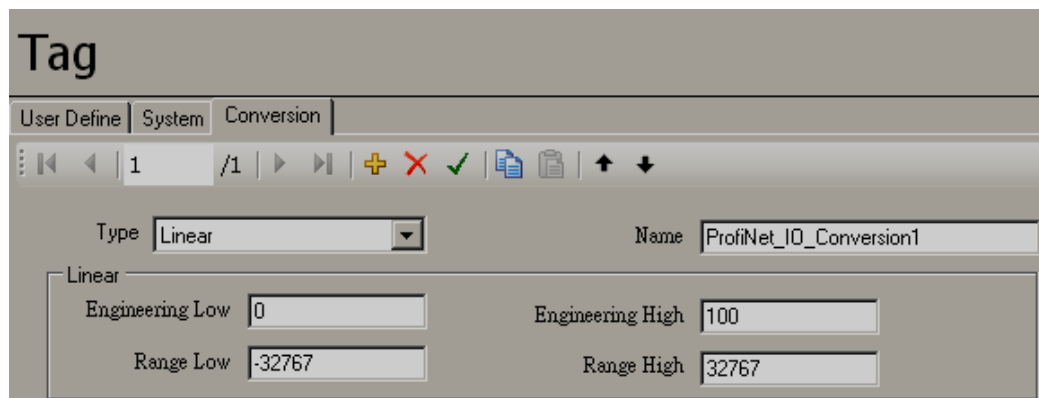 Tag
User Define System Conversion
1 /1
Type Linear Name ProfiNet_IO_Conversion1
Linear
Engineering Low 0 Engineering High 100
Range Low -32767 Range High 32767